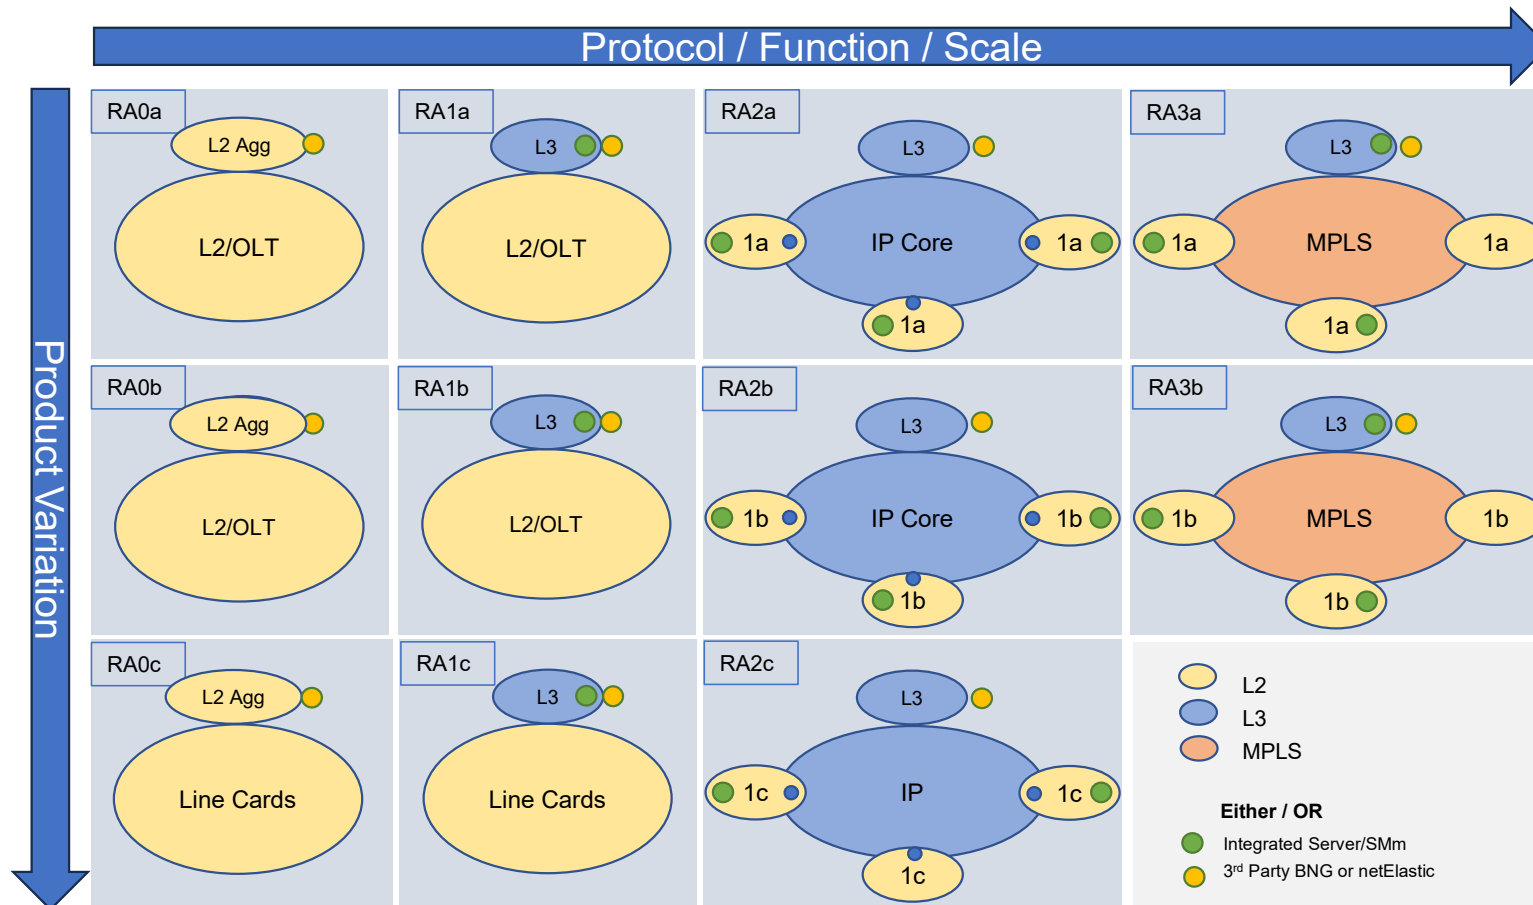 Protocol / Function / Scale
Product Variation
RA0a
L2 Agg
L2/OLT
RA1a
L3
L2/OLT
RA2a
L3
1a
IP Core
1a
1a
RA3a
L3
1a
MPLS
1a
1a
RA0b
L2 Agg
L2/OLT
RA1b
L3
L2/OLT
RA2b
L3
1b
IP Core
1b
1b
RA3b
L3
1b
MPLS
1b
1b
RA0c
L2 Agg
Line Cards
RA1c
L3
Line Cards
RA2c
L3
1c
IP
1c
1c
L2
L3
MPLS
Either / OR
Integrated Server/SMm
3rd Party BNG or netElastic